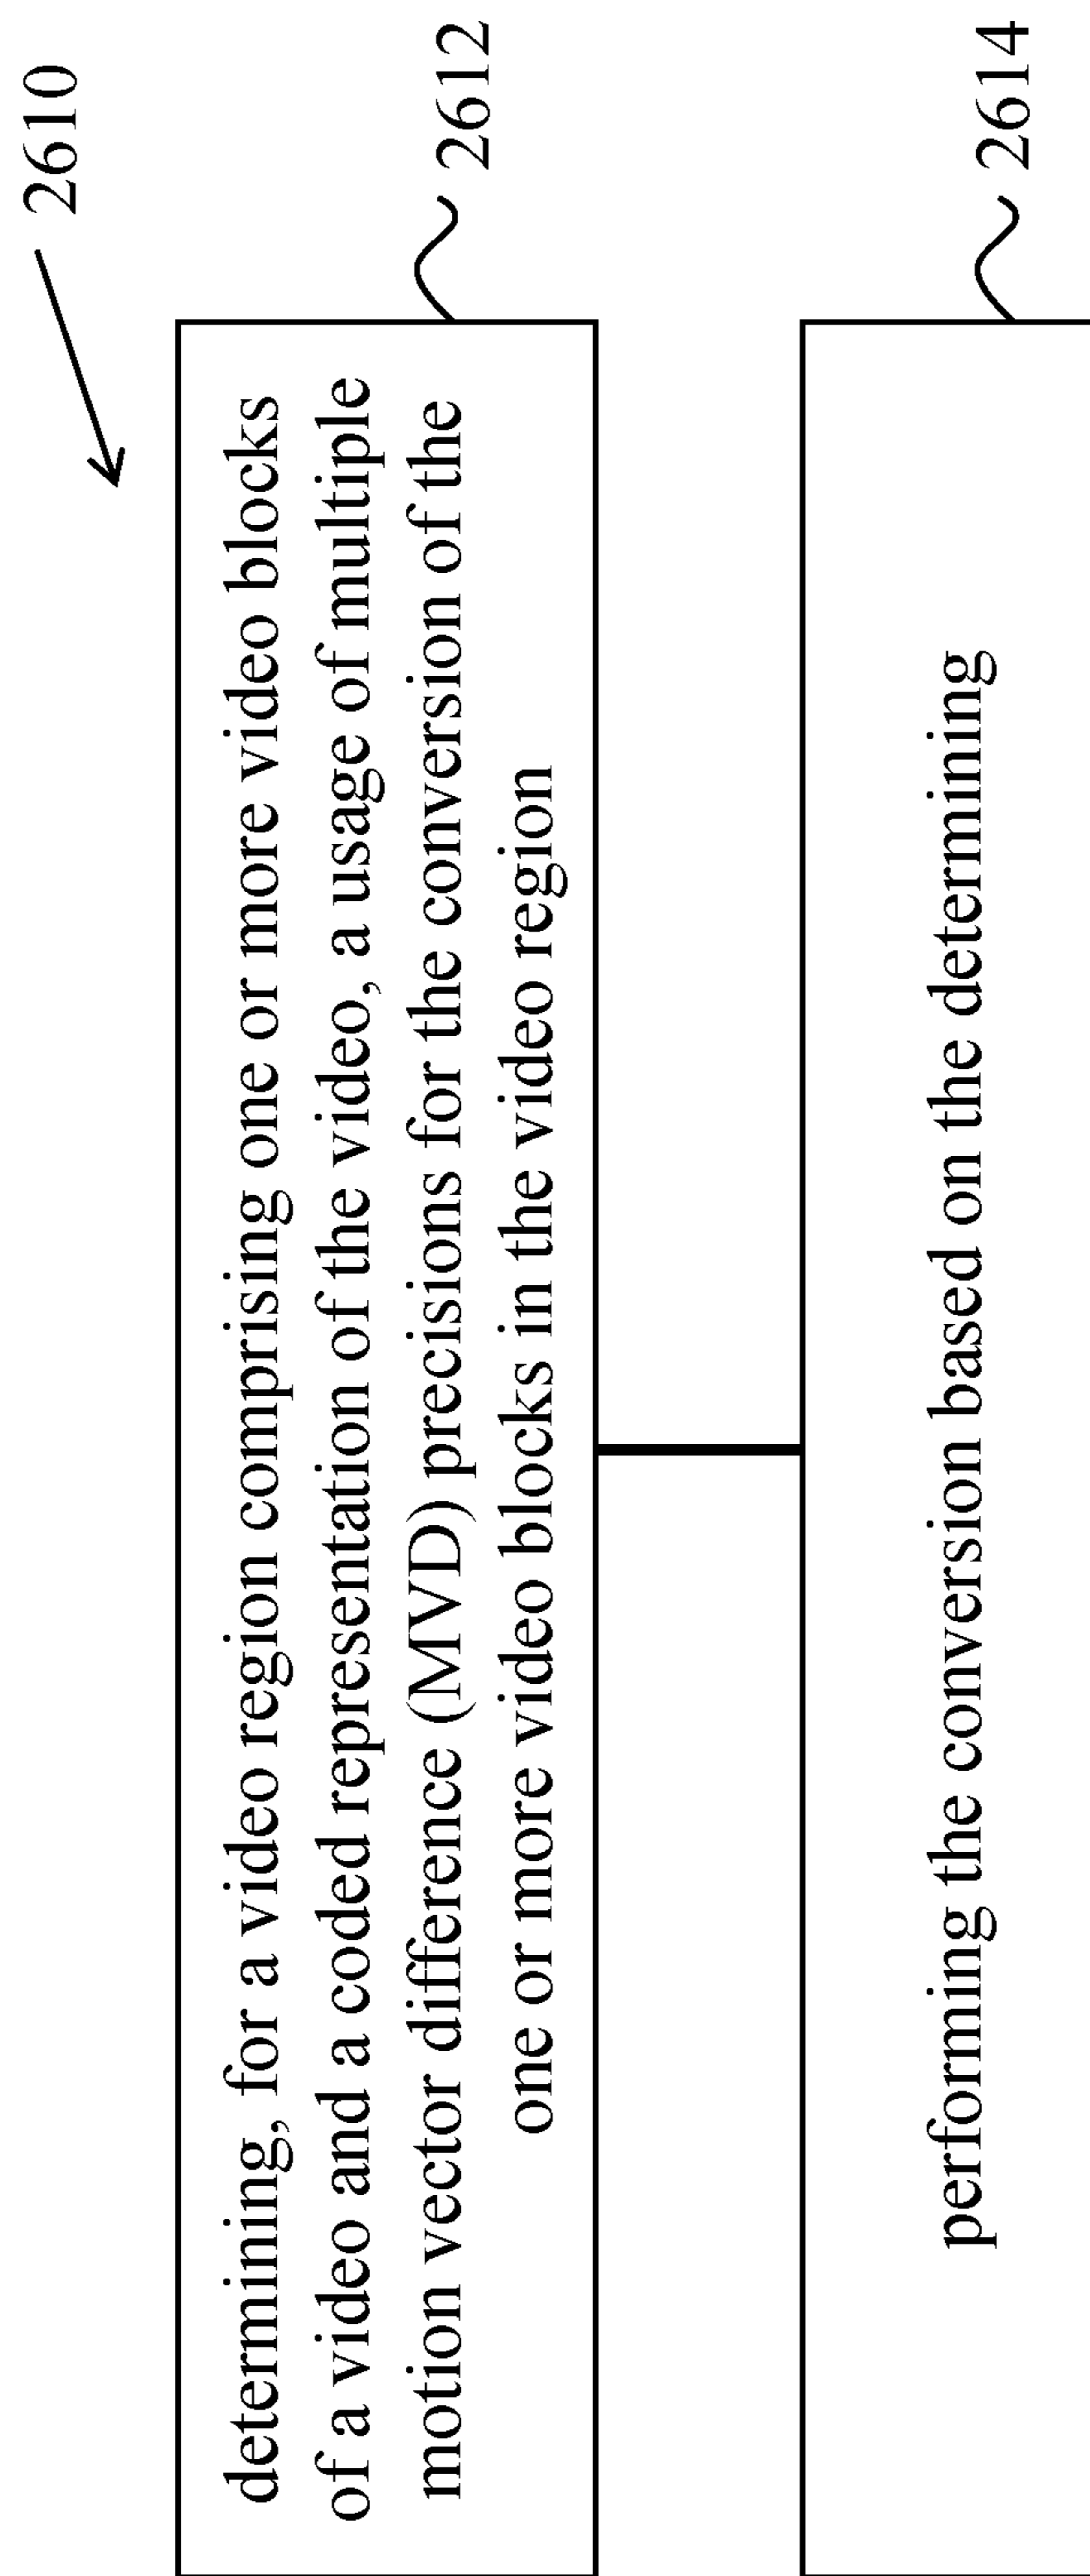 2610
determining, for a video region comprising one or more video blocks
of a video and a coded representation of the video, a usage of multiple
motion vector difference (MVD) precisions for the conversion of the
one or more video blocks in the video region
2612
performing the conversion based on the determining
2614